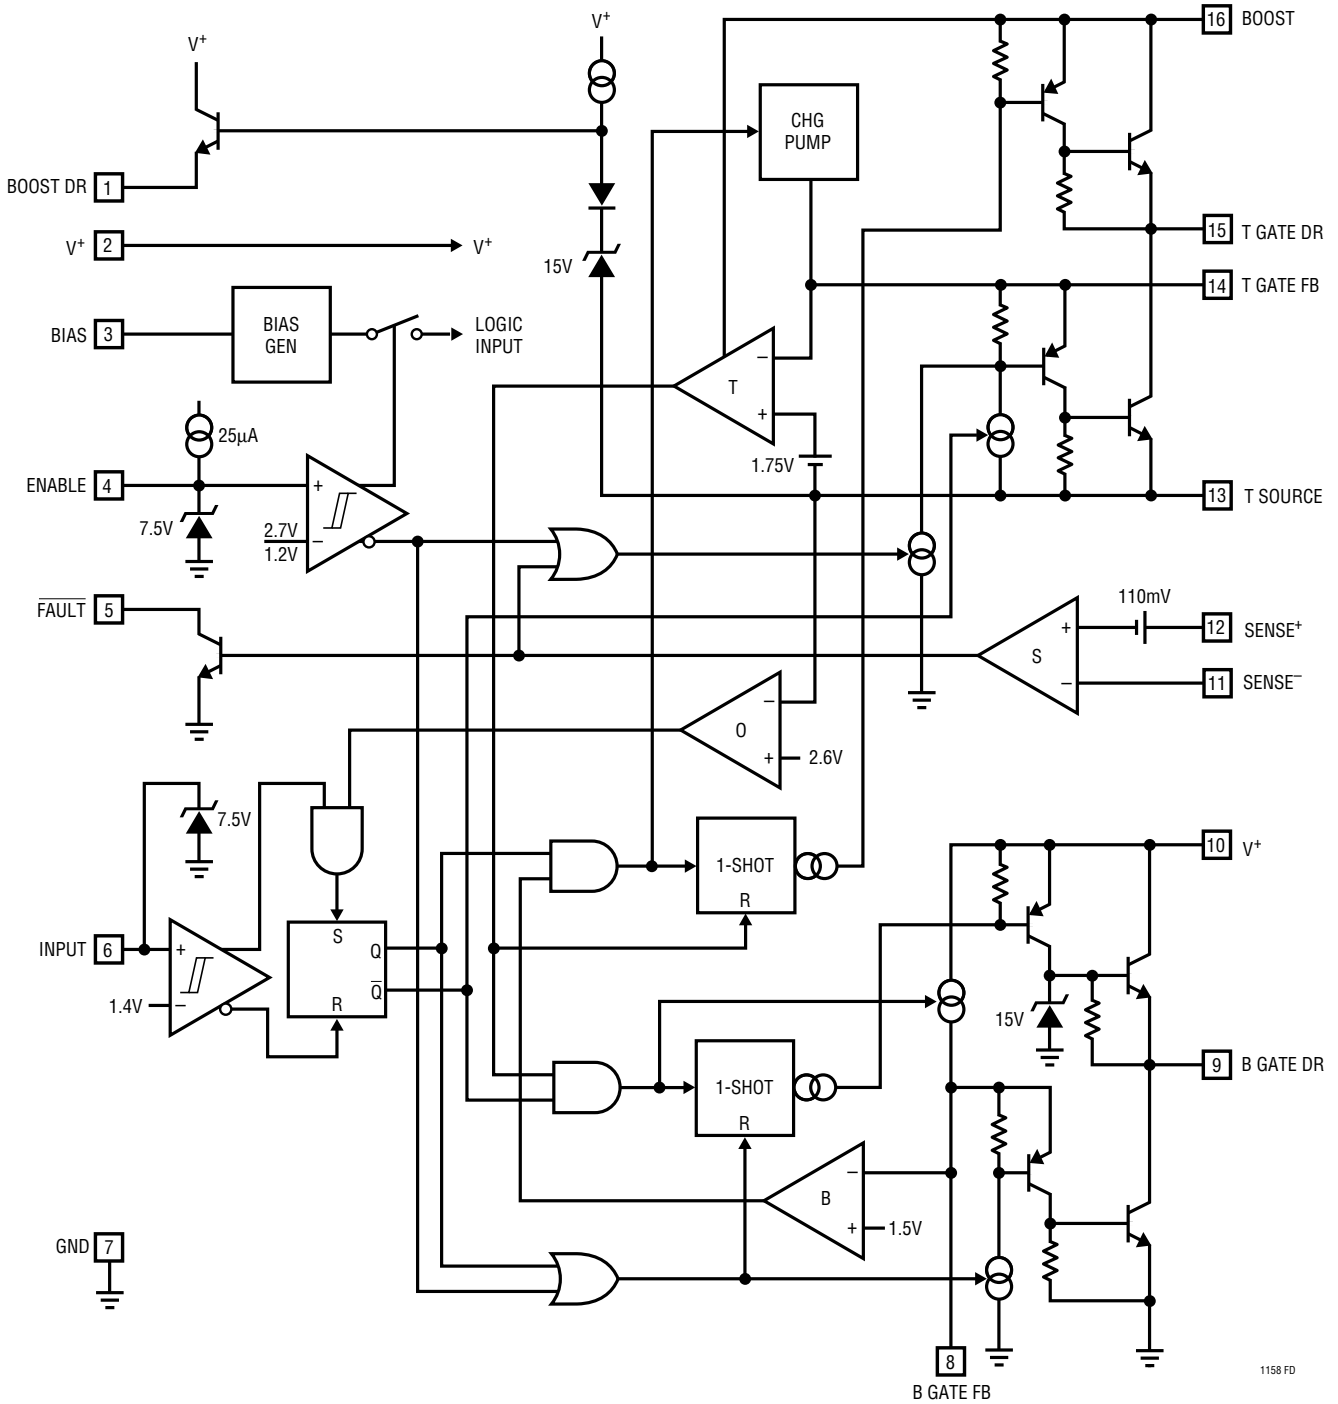 V⁺
V⁺
16 BOOST
CHG
PUMP
BOOST DR 1
15 T GATE DR
V⁺ 2
V⁺
15V
14 T GATE FB
BIAS 3
BIAS
GEN
LOGIC
INPUT
T
−
+
25µA
1.75V
ENABLE 4
+
13 T SOURCE
7.5V
2.7V
−
1.2V
F̅A̅U̅L̅T̅ 5
110mV
12 SENSE⁺
+
S
−
11 SENSE⁻
−
O
+
2.6V
7.5V
10 V⁺
1-SHOT
R
S
INPUT 6
+
Q
Q̅
1.4V
−
R
15V
9 B GATE DR
1-SHOT
R
−
B
+
1.5V
GND 7
8
B GATE FB
1158 FD